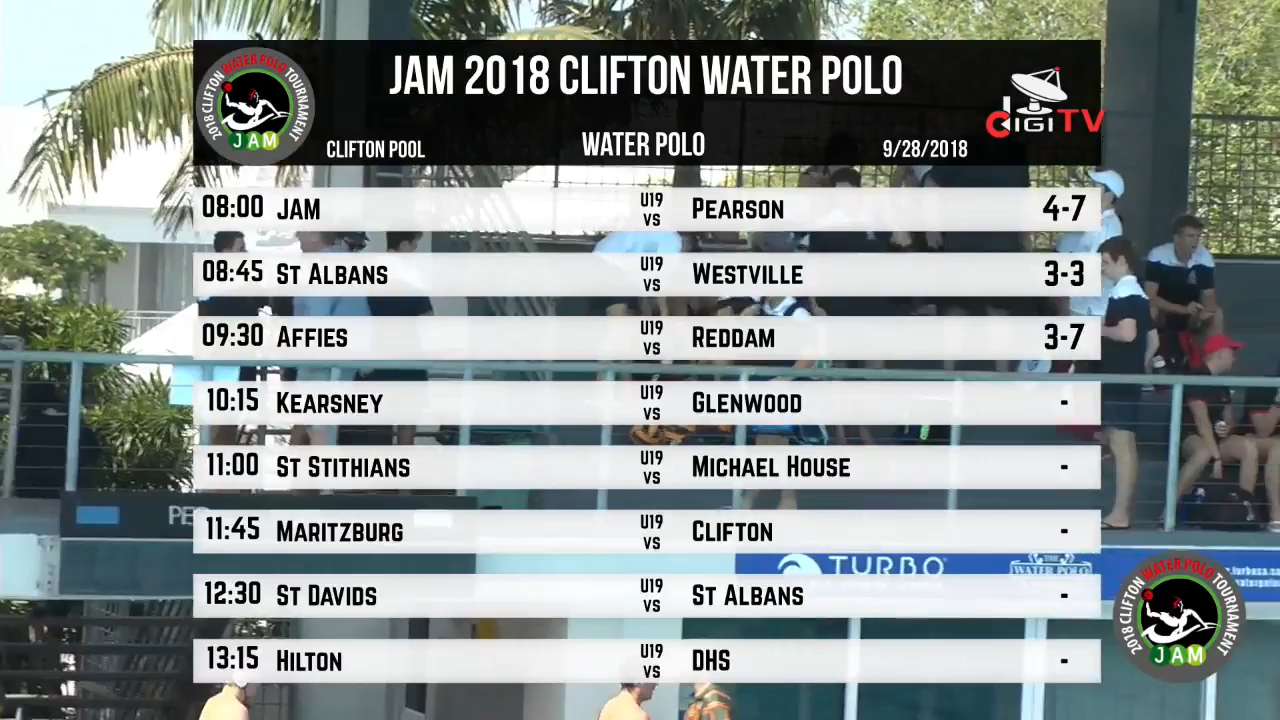 JAM 2018 CLIFTON WATER POLO
2018 CLIFTON WATER POLO TOURNAMENT
JAM
CLIFTON POOL
WATER POLO
9/28/2018
DIGITV
08:00 JAM U19 VS PEARSON 4-7
08:45 ST ALBANS U19 VS WESTVILLE 3-3
09:30 AFFIES U19 VS REDDAM 3-7
10:15 KEARSNEY U19 VS GLENWOOD -
11:00 ST STITHIANS U19 VS MICHAEL HOUSE -
11:45 MARITZBURG U19 VS CLIFTON -
12:30 ST DAVIDS U19 VS ST ALBANS -
13:15 HILTON U19 VS DHS -
TURBO
THE WATER POLO
2018 CLIFTON WATER POLO TOURNAMENT
JAM